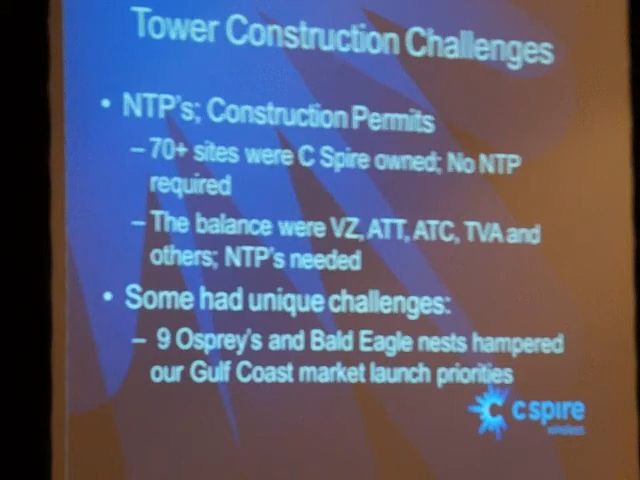 Tower Construction Challenges
• NTP's; Construction Permits
– 70+ sites were C Spire owned; No NTP
required
– The balance were VZ, ATT, ATC, TVA and
others; NTP's needed
• Some had unique challenges:
– 9 Osprey's and Bald Eagle nests hampered
our Gulf Coast market launch priorities
C c spire
wireless